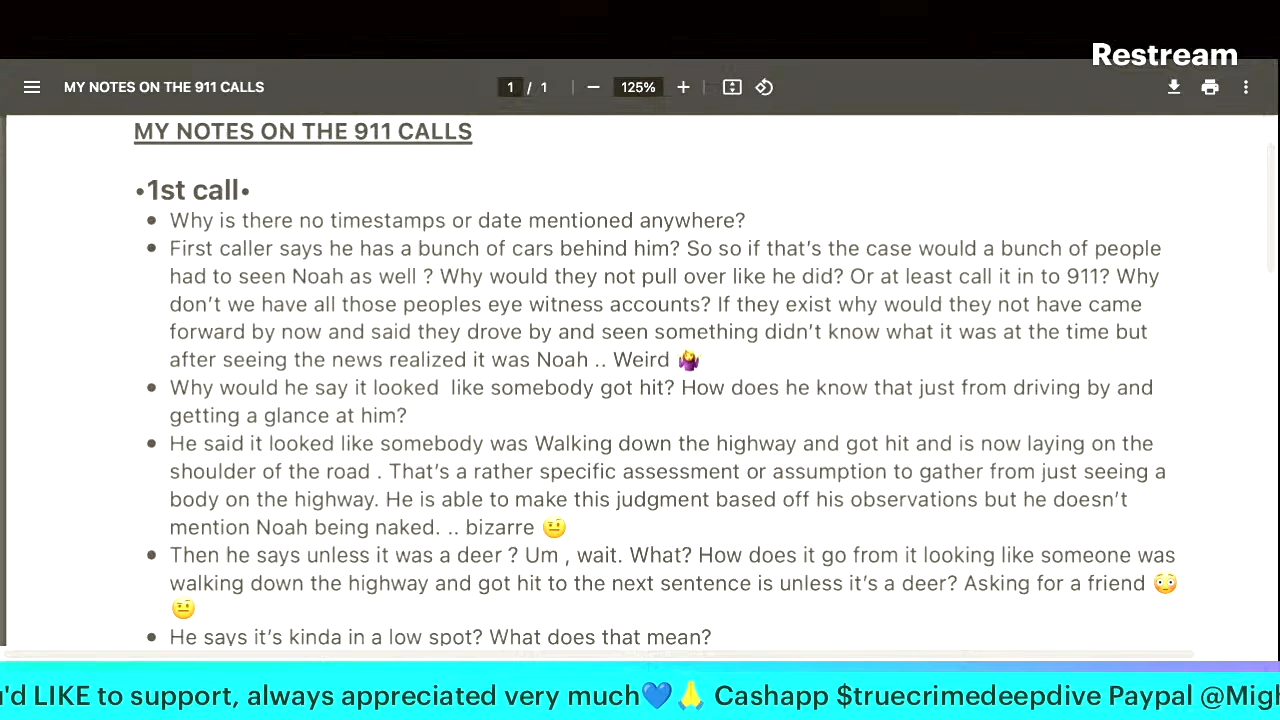 Restream
MY NOTES ON THE 911 CALLS
1 / 1
125%
MY NOTES ON THE 911 CALLS
•1st call•
• Why is there no timestamps or date mentioned anywhere?
• First caller says he has a bunch of cars behind him? So so if that's the case would a bunch of people
had to seen Noah as well ? Why would they not pull over like he did? Or at least call it in to 911? Why
don't we have all those peoples eye witness accounts? If they exist why would they not have came
forward by now and said they drove by and seen something didn't know what it was at the time but
after seeing the news realized it was Noah .. Weird 🤷‍♀️
• Why would he say it looked  like somebody got hit? How does he know that just from driving by and
getting a glance at him?
• He said it looked like somebody was Walking down the highway and got hit and is now laying on the
shoulder of the road . That's a rather specific assessment or assumption to gather from just seeing a
body on the highway. He is able to make this judgment based off his observations but he doesn't
mention Noah being naked. .. bizarre 🤨
• Then he says unless it was a deer ? Um , wait. What? How does it go from it looking like someone was
walking down the highway and got hit to the next sentence is unless it's a deer? Asking for a friend 😳
🤨
• He says it's kinda in a low spot? What does that mean?
u'd LIKE to support, always appreciated very much💙🙏 Cashapp $truecrimedeepdive Paypal @Migh